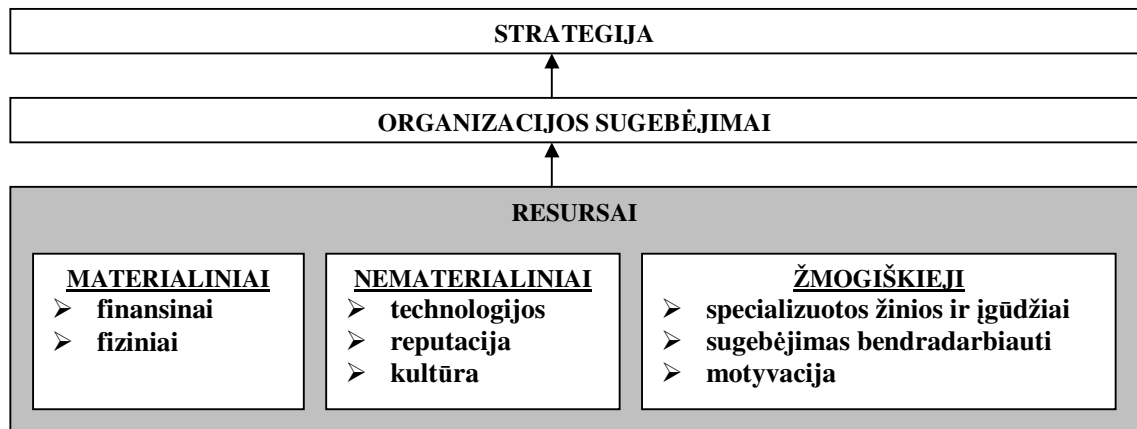 STRATEGIJA
ORGANIZACIJOS SUGEBĖJIMAI
RESURSAI
MATERIALINIAI
➢ finansinai
➢ fiziniai
NEMATERIALINIAI
➢ technologijos
➢ reputacija
➢ kultūra
ŽMOGIŠKIEJI
➢ specializuotos žinios ir įgūdžiai
➢ sugebėjimas bendradarbiauti
➢ motyvacija